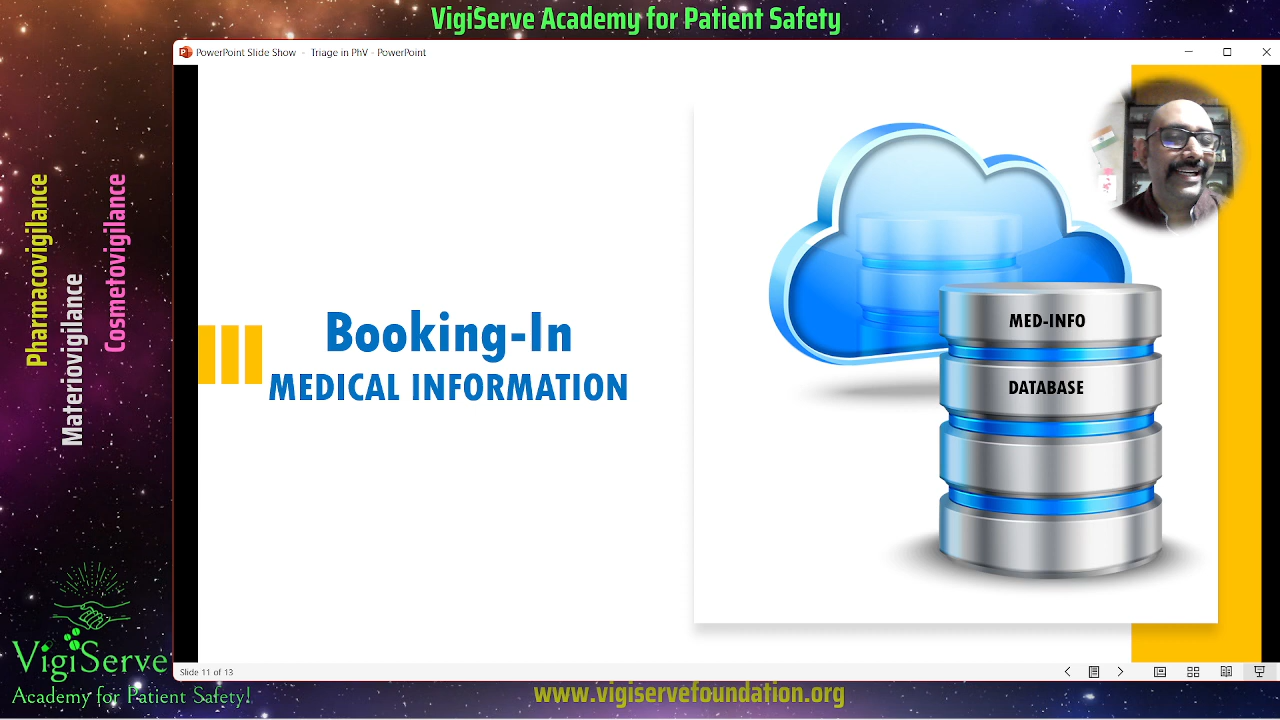 VigiServe Academy for Patient Safety
PowerPoint Slide Show - Triage in PhV - PowerPoint
Pharmacovigilance
Materiovigilance
Cosmetovigilance
Booking-In
MEDICAL INFORMATION
MED-INFO
DATABASE
VigiServe
Academy for Patient Safety!
Slide 11 of 13
www.vigiservefoundation.org